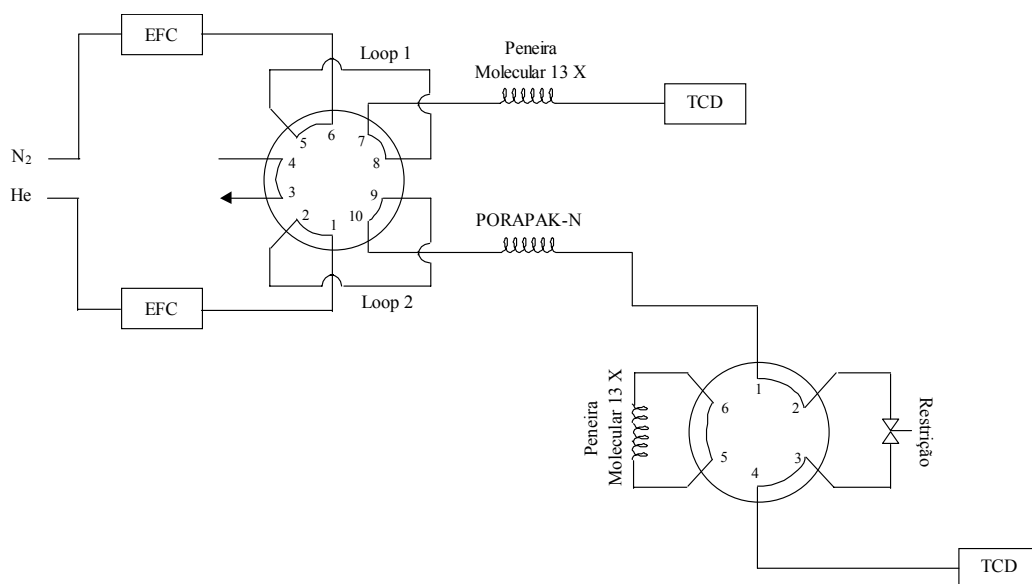 EFC
Loop 1
Peneira
Molecular 13 X
TCD
N₂
He
5
6
7
4
8
3
9
2
1
10
PORAPAK-N
EFC
Loop 2
Peneira
Molecular 13 X
1
6
2
5
4
3
Restrição
TCD